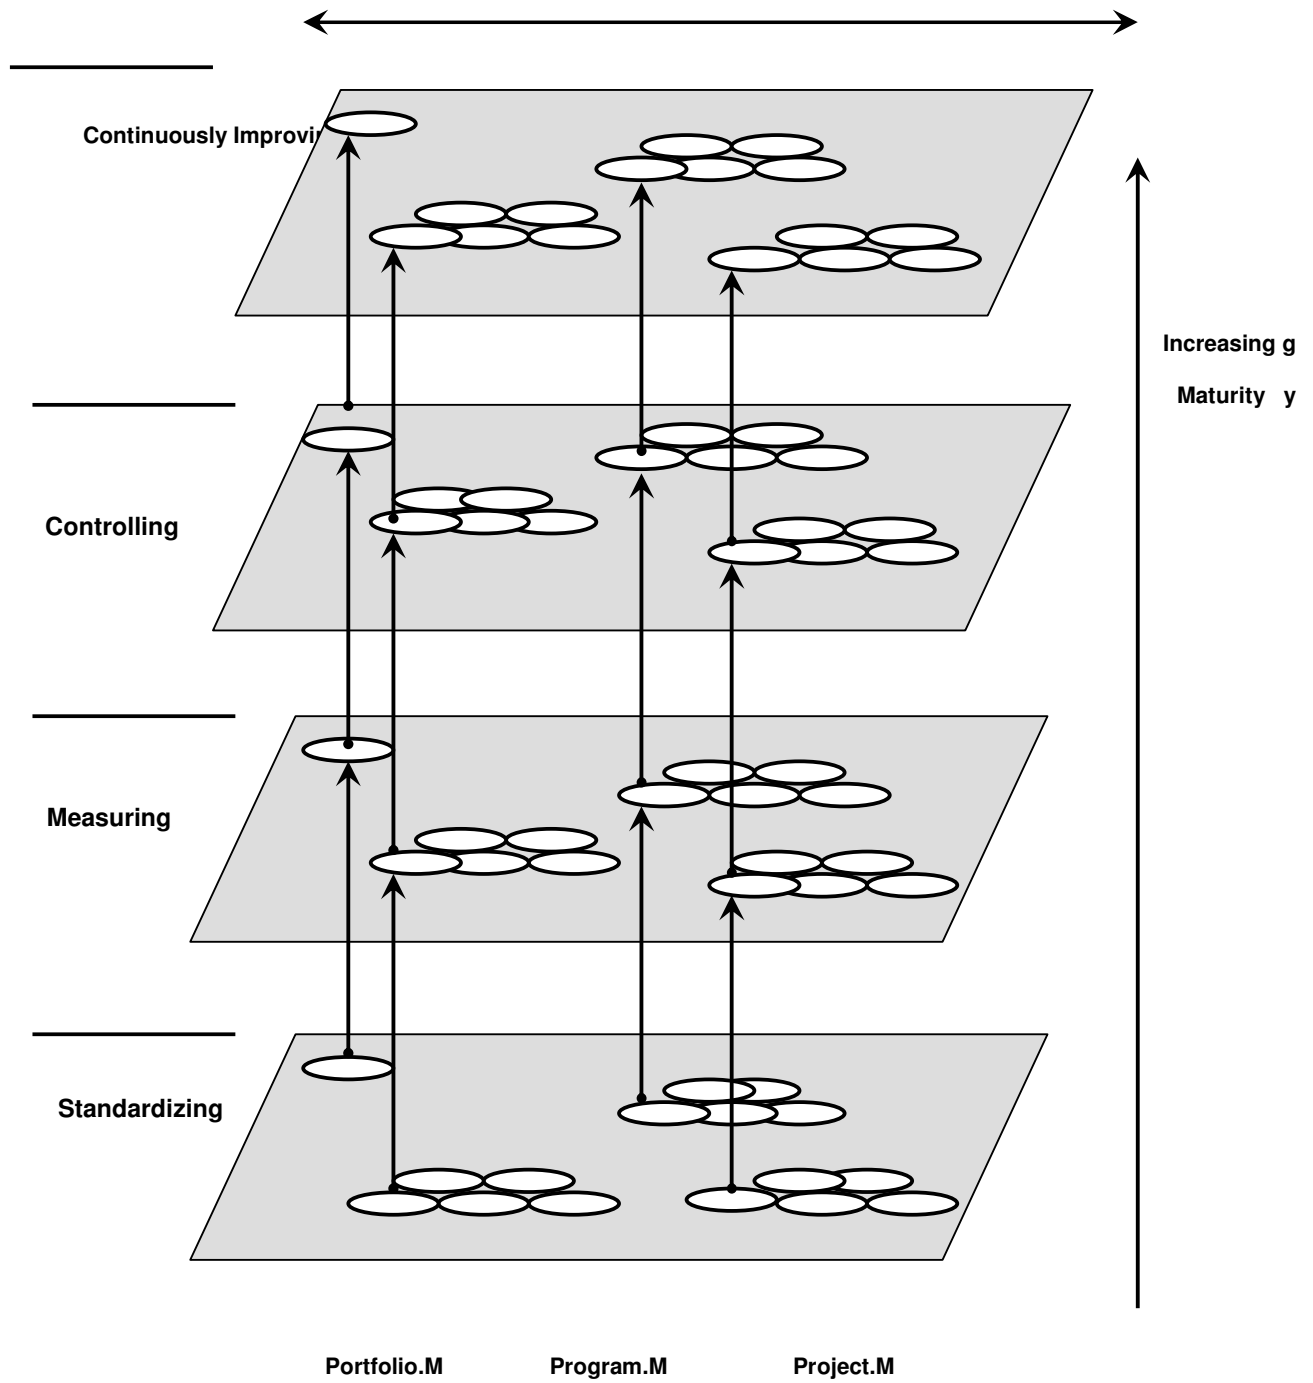 Continuously Improvi
Increasing g
Maturity y
Controlling
Measuring
Standardizing
Portfolio.M Program.M Project.M